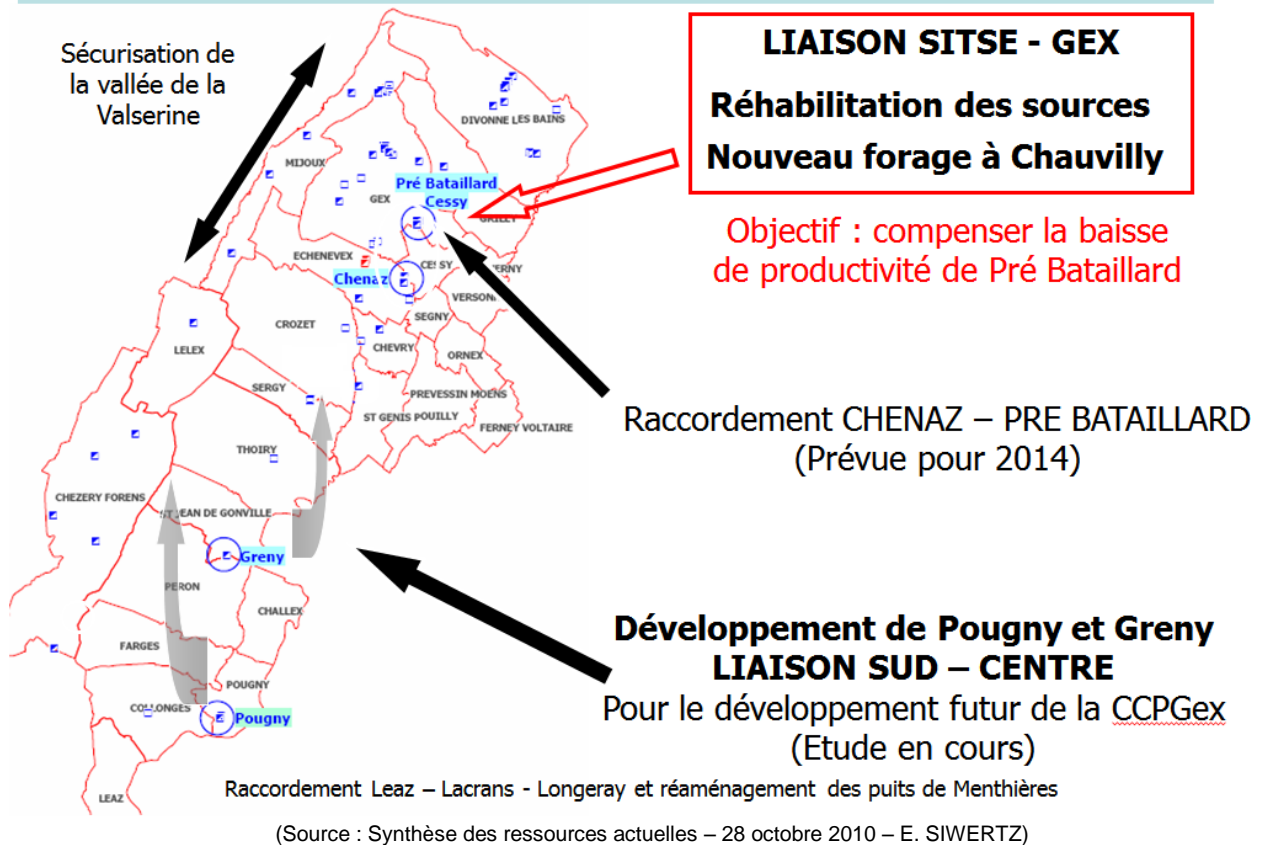 Sécurisation de
la vallée de la
Valserine
LIAISON SITSE - GEX
Réhabilitation des sources
Nouveau forage à Chauvilly
Objectif : compenser la baisse
de productivité de Pré Bataillard
DIVONNE LES BAINS
MIJOUX
Pré Bataillard
Cessy
GEX
GRILLY
ECHENEVEX
CESSY
Chenaz
SEGNY
CROZET
LELEX
CHEVRY
ORNEX
SERGY
PREVESSIN MOENS
ST GENIS POUILLY
FERNEY VOLTAIRE
Raccordement CHENAZ – PRE BATAILLARD
(Prévue pour 2014)
THOIRY
CHEZERY FORENS
ST JEAN DE GONVILLE
Greny
PERON
CHALLEX
Développement de Pougny et Greny
LIAISON SUD – CENTRE
Pour le développement futur de la CCPGex
(Etude en cours)
FARGES
POUGNY
COLLONGES
Pougny
LEAZ
Raccordement Leaz – Lacrans - Longeray et réaménagement des puits de Menthières
(Source : Synthèse des ressources actuelles – 28 octobre 2010 – E. SIWERTZ)